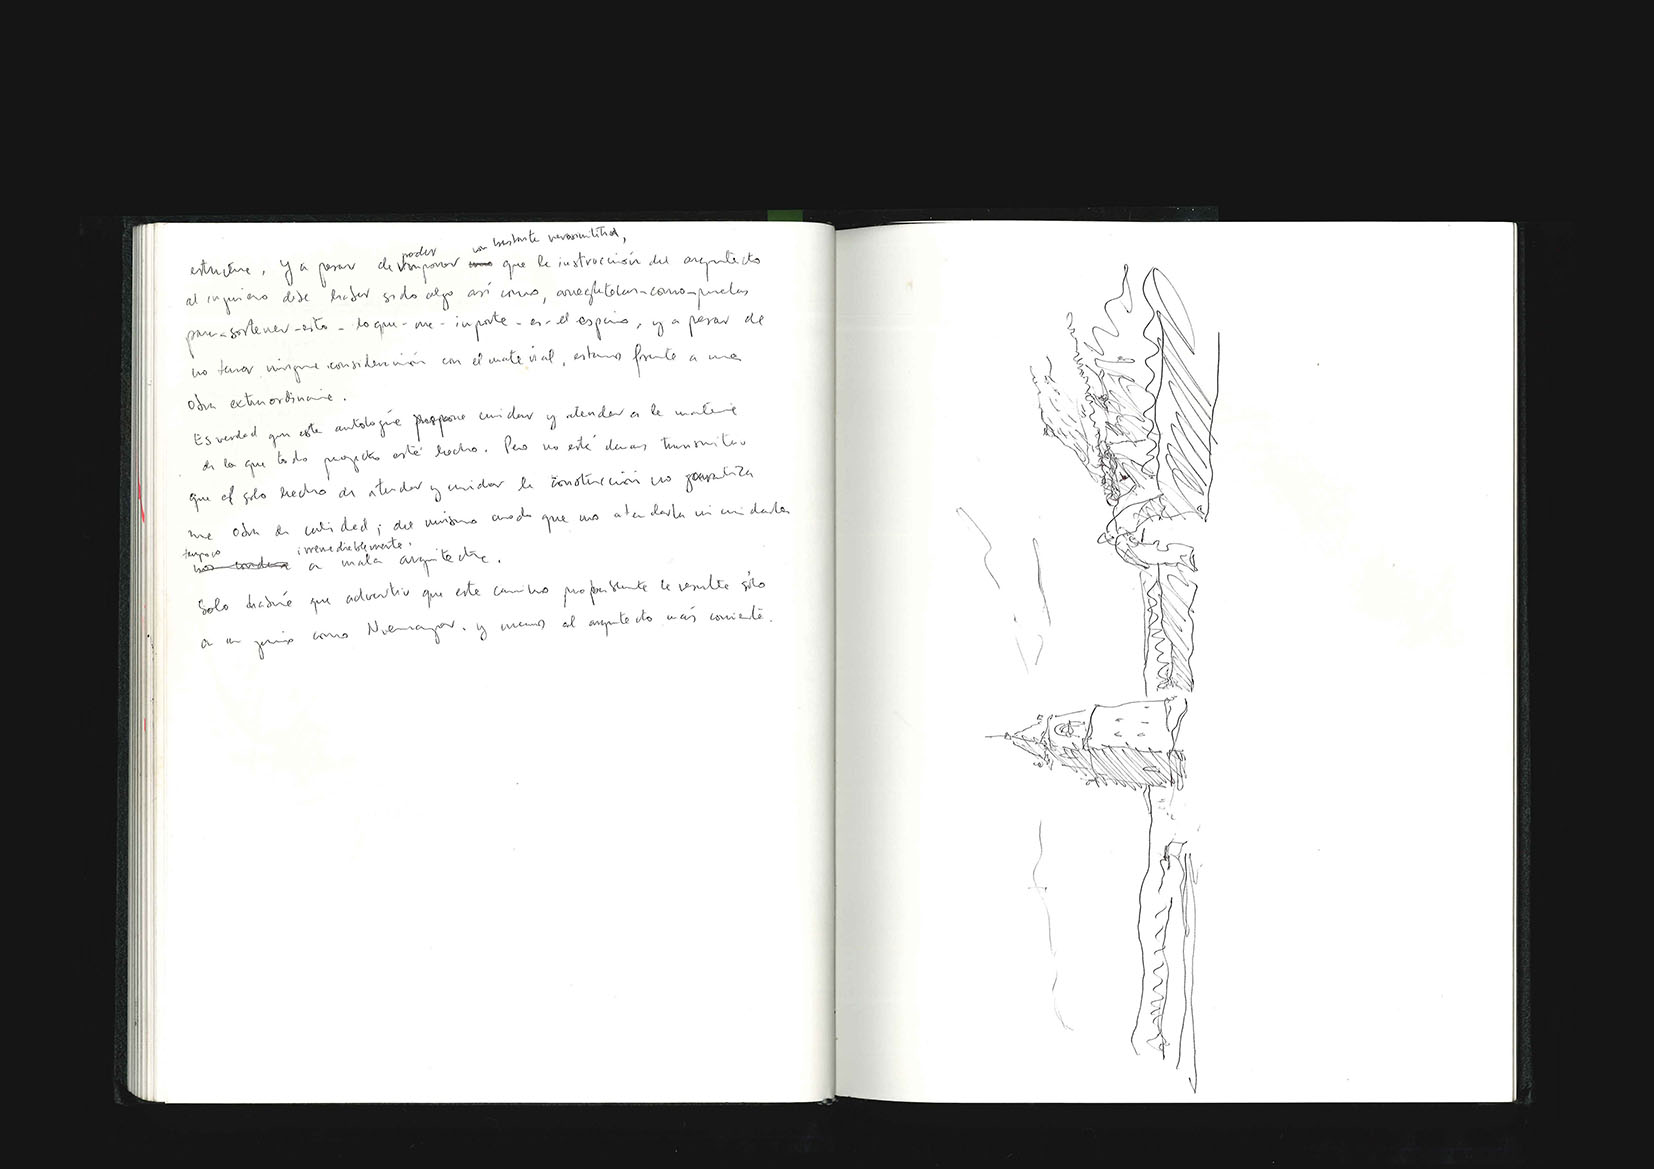 poder con bastante verosimilitud,
estructura, y a pesar de suponer que la instrucción del arquitecto
al ingeniero debe haber sido algo así como, arreglatelas-como-puedas
para-sostener-esto-lo que-me-importa-es-el espacio, y a pesar de
no tener ninguna consideración con el material, estamos frente a una
obra extraordinaria.
Es verdad que esta antología propone cuidar y atender a la materia
de la que todo proyecto está hecho. Pero no está demás transmitir
que el solo hecho de atender y cuidar la construcción no garantiza
una obra de calidad; del mismo modo que no atenderla ni cuidarla
tampoco irremediablemente.
a mala arquitectura.
Solo habría que advertir que este camino probablemente le resulte sólo
a un genio como Niemeyer. y menos al arquitecto más corriente.